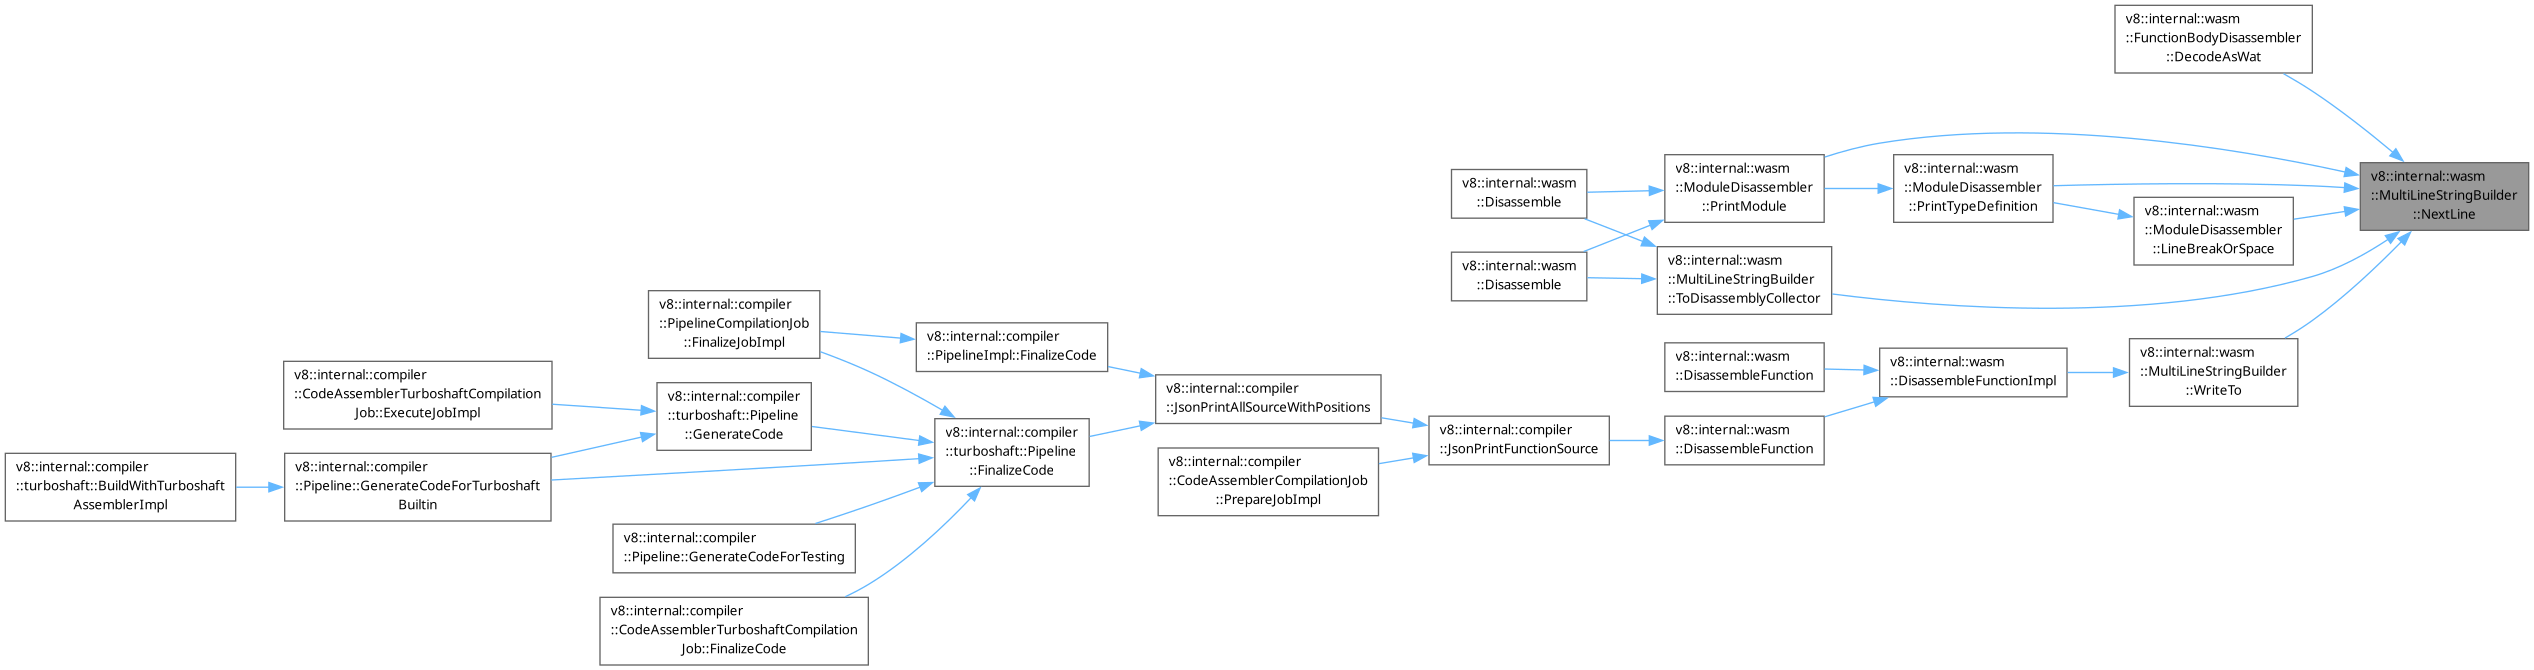 v8::internal::wasm
::FunctionBodyDisassembler
::DecodeAsWat
v8::internal::wasm
::MultiLineStringBuilder
::NextLine
v8::internal::wasm
::ModuleDisassembler
::PrintModule
v8::internal::wasm
::ModuleDisassembler
::PrintTypeDefinition
v8::internal::wasm
::Disassemble
v8::internal::wasm
::ModuleDisassembler
::LineBreakOrSpace
v8::internal::wasm
::Disassemble
v8::internal::wasm
::MultiLineStringBuilder
::ToDisassemblyCollector
v8::internal::compiler
::PipelineCompilationJob
::FinalizeJobImpl
v8::internal::compiler
::PipelineImpl::FinalizeCode
v8::internal::wasm
::DisassembleFunction
v8::internal::wasm
::DisassembleFunctionImpl
v8::internal::wasm
::MultiLineStringBuilder
::WriteTo
v8::internal::compiler
::CodeAssemblerTurboshaftCompilation
Job::ExecuteJobImpl
v8::internal::compiler
::turboshaft::Pipeline
::GenerateCode
v8::internal::compiler
::JsonPrintAllSourceWithPositions
v8::internal::compiler
::turboshaft::Pipeline
::FinalizeCode
v8::internal::compiler
::JsonPrintFunctionSource
v8::internal::wasm
::DisassembleFunction
v8::internal::compiler
::CodeAssemblerCompilationJob
::PrepareJobImpl
v8::internal::compiler
::turboshaft::BuildWithTurboshaft
AssemblerImpl
v8::internal::compiler
::Pipeline::GenerateCodeForTurboshaft
Builtin
v8::internal::compiler
::Pipeline::GenerateCodeForTesting
v8::internal::compiler
::CodeAssemblerTurboshaftCompilation
Job::FinalizeCode